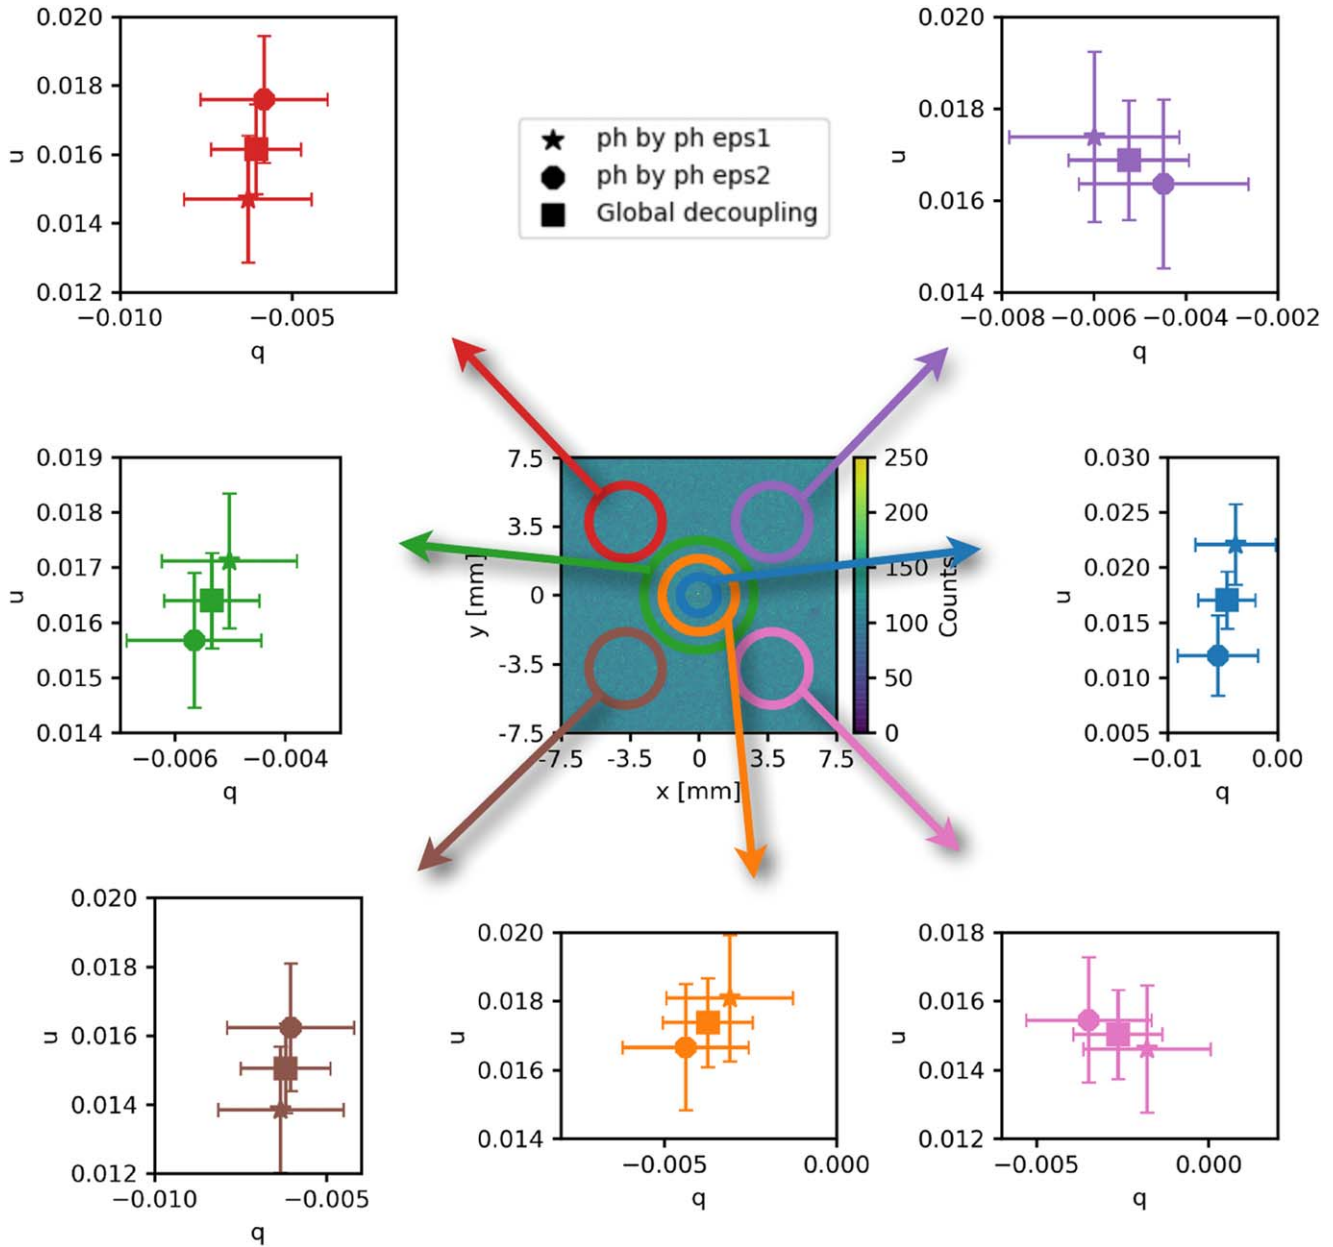 0.020
0.018
0.016
0.014
0.012
u
−0.010 −0.005
q
ph by ph eps1
ph by ph eps2
Global decoupling
0.020
0.018
0.016
0.014
u
−0.008 −0.006 −0.004 −0.002
q
0.019
0.018
0.017
0.016
0.015
0.014
u
−0.006 −0.004
q
7.5
3.5
0
-3.5
-7.5
y [mm]
-7.5 -3.5 0 3.5 7.5
x [mm]
250
200
150
100
50
0
Counts
0.030
0.025
0.020
0.015
0.010
0.005
u
−0.01 0.00
q
0.020
0.018
0.016
0.014
0.012
u
−0.010 −0.005
q
0.020
0.018
0.016
0.014
u
−0.005 0.000
q
0.018
0.016
0.014
0.012
u
−0.005 0.000
q